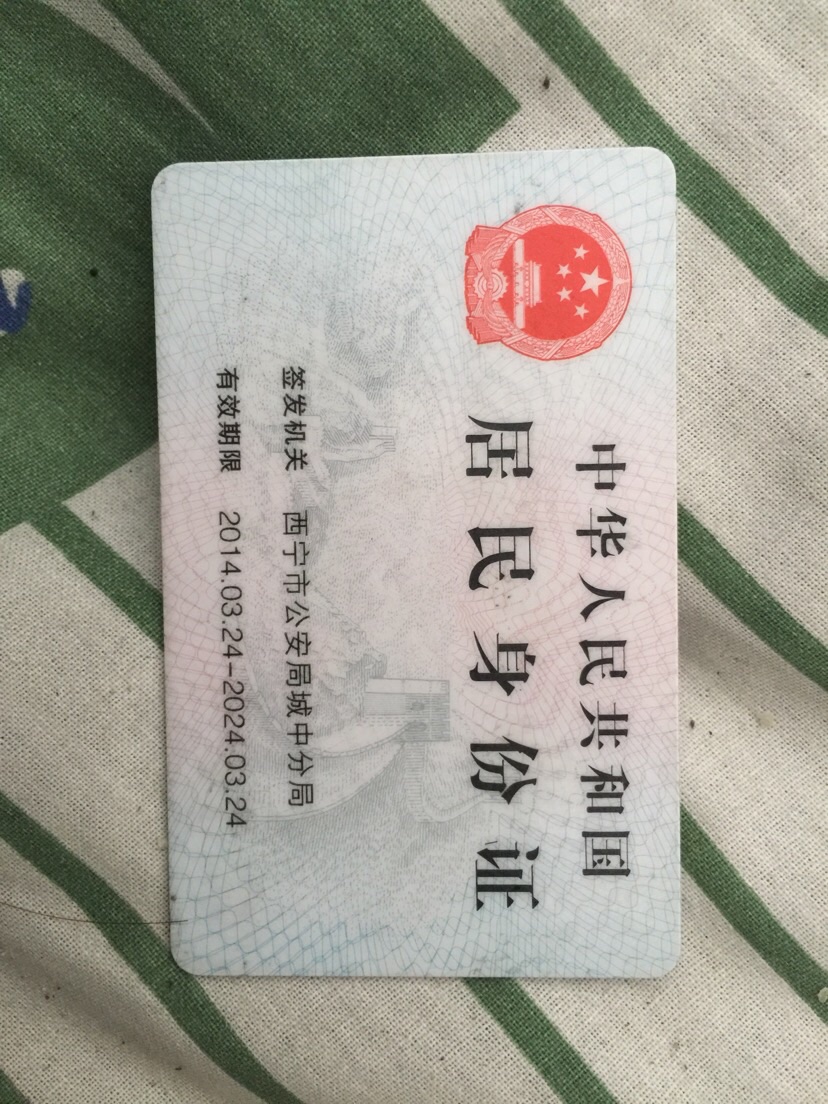 中华人民共和国
居民身份证
签发机关 西宁市公安局城中分局
有效期限 2014.03.24-2024.03.24